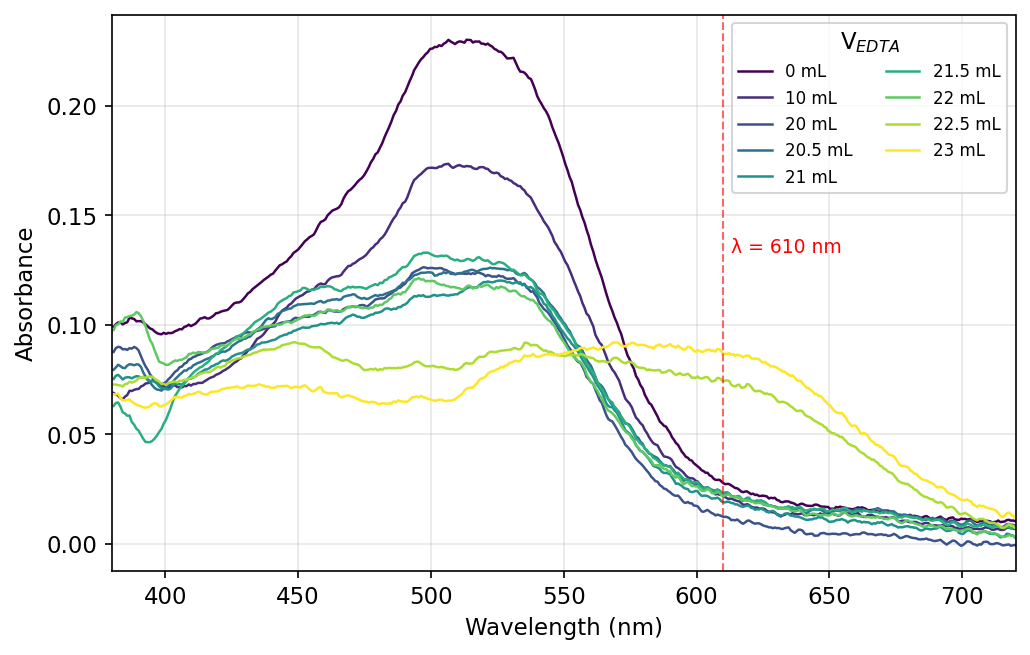 V_EDTA
0 mL
10 mL
20 mL
20.5 mL
21 mL
21.5 mL
22 mL
22.5 mL
23 mL
λ = 610 nm
Absorbance
0.20
0.15
0.10
0.05
0.00
400 450 500 550 600 650 700
Wavelength (nm)